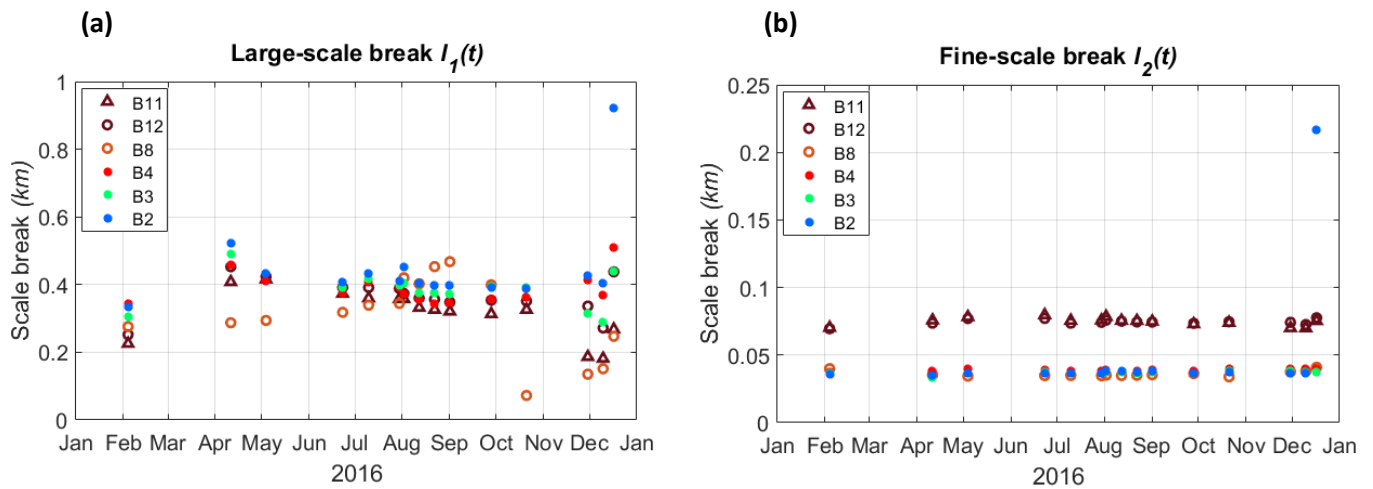 (a)
Large-scale break l_1(t)
Scale break (km)
1
0.8
0.6
0.4
0.2
0
B11
B12
B8
B4
B3
B2
Jan Feb Mar Apr May Jun Jul Aug Sep Oct Nov Dec Jan
2016
(b)
Fine-scale break l_2(t)
Scale break (km)
0.25
0.2
0.15
0.1
0.05
0
B11
B12
B8
B4
B3
B2
Jan Feb Mar Apr May Jun Jul Aug Sep Oct Nov Dec Jan
2016